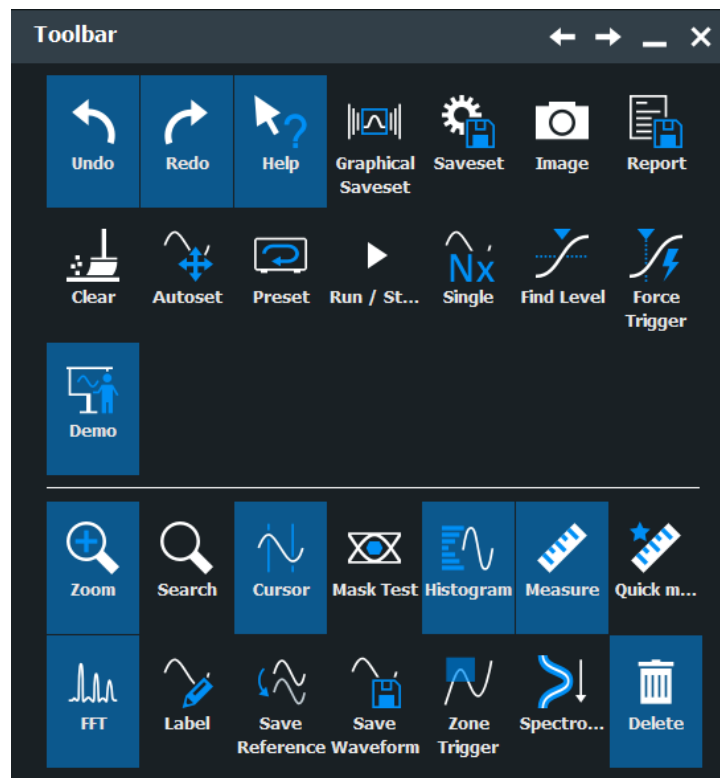 Toolbar
Undo Redo Help Graphical Saveset Saveset Image Report
Clear Autoset Preset Run / St... Single Find Level Force Trigger
Nx
Demo
Zoom Search Cursor Mask Test Histogram Measure Quick m...
FFT Label Save Reference Save Waveform Zone Trigger Spectro... Delete